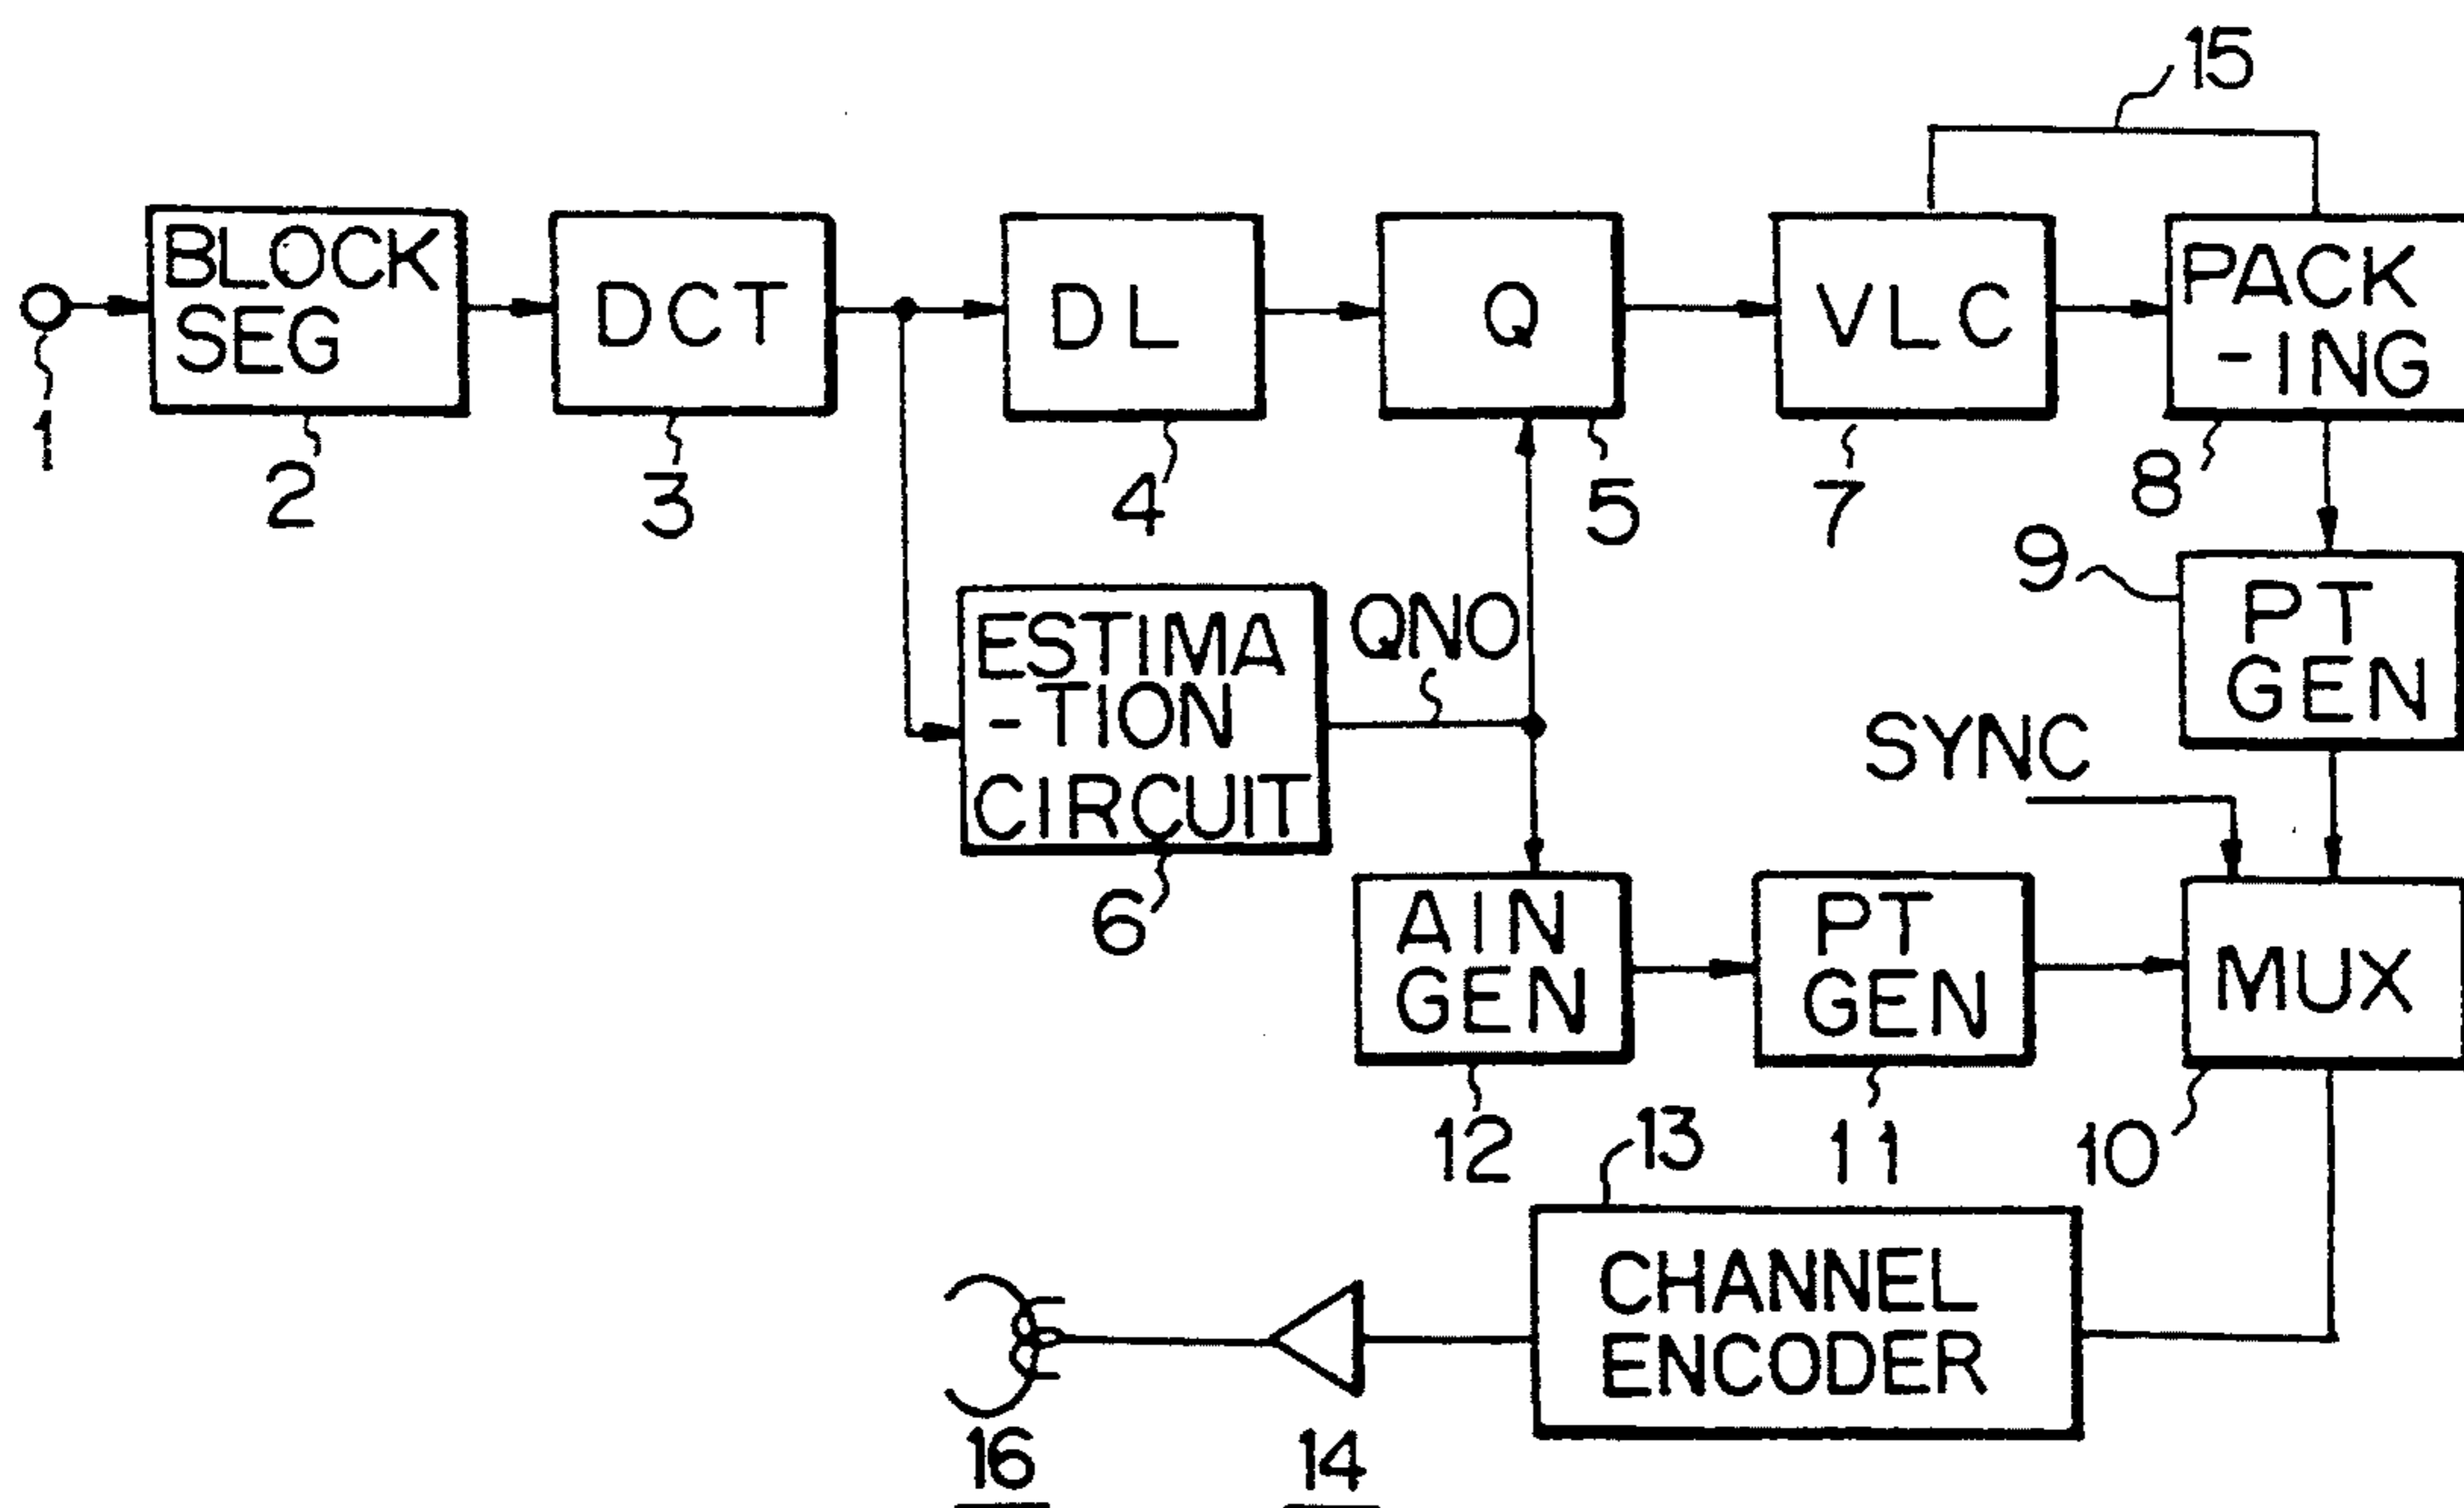 15
BLOCK
SEG
DCT
DL
Q
VLC
PACK
-ING
1
2
3
4
5
7
8
9
PT
GEN
ESTIMA
-TION
CIRCUIT
QNO
SYNC
6
AIN
GEN
PT
GEN
MUX
12
13
11
10
CHANNEL
ENCODER
16
14